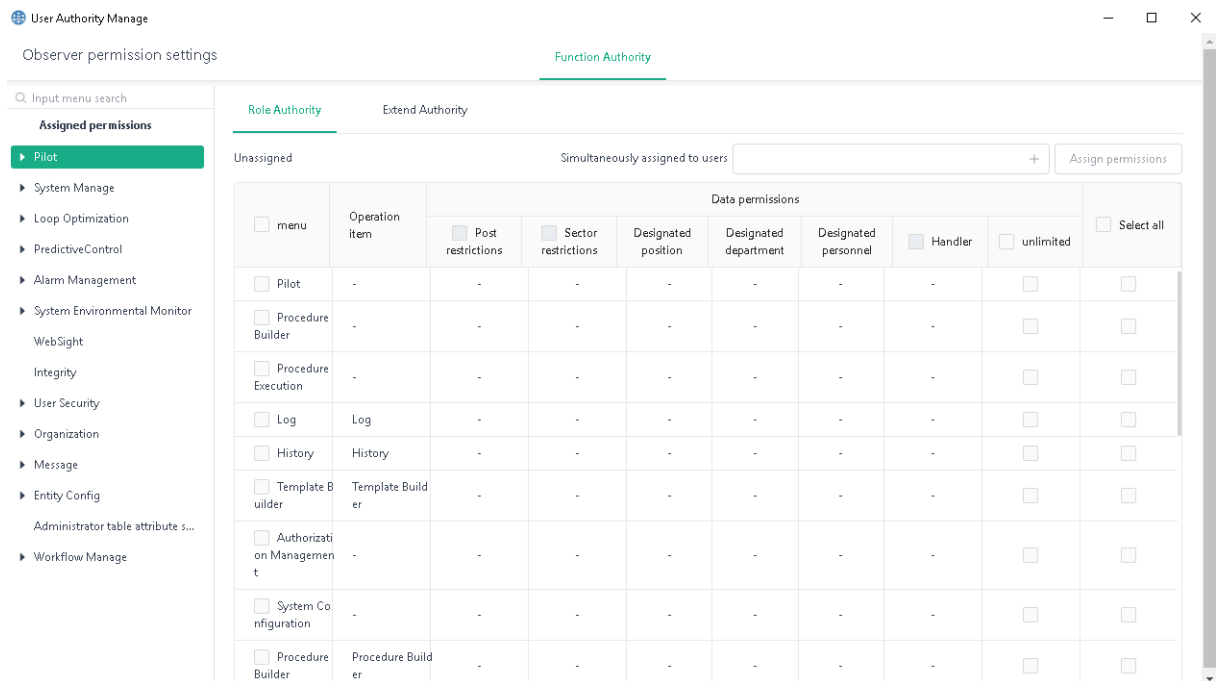 User Authority Manage
Observer permission settings
Function Authority
Input menu search
Assigned permissions
Pilot
System Manage
Loop Optimization
PredictiveControl
Alarm Management
System Environmental Monitor
WebSight
Integrity
User Security
Organization
Message
Entity Config
Administrator table attribute s...
Workflow Manage
Role Authority
Extend Authority
Unassigned
Simultaneously assigned to users
Assign permissions
menu
Operation
item
Data permissions
Post
restrictions
Sector
restrictions
Designated
position
Designated
department
Designated
personnel
Handler
unlimited
Select all
Pilot - - - - - - -
Procedure
Builder
- - - - - - -
Procedure
Execution
- - - - - - -
Log Log - - - - - -
History History - - - - - -
Template B
uilder
Template Build
er
- - - - - -
Authorizati
on Managemen
t
- - - - - - -
System Co
nfiguration
- - - - - - -
Procedure
Builder
Procedure Build
er
- - - - - -